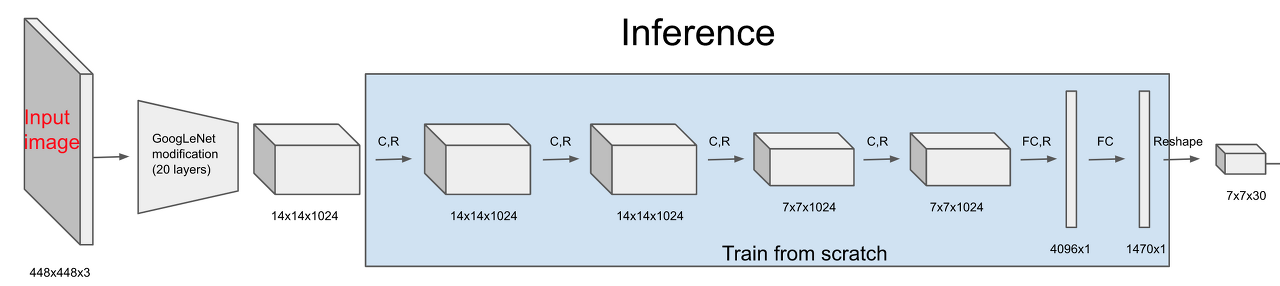 Inference
Input
image
GoogLeNet
modification
(20 layers)
C,R
C,R
C,R
C,R
FC,R
FC
Reshape
448x448x3
14x14x1024
14x14x1024
14x14x1024
7x7x1024
7x7x1024
4096x1
1470x1
7x7x30
Train from scratch